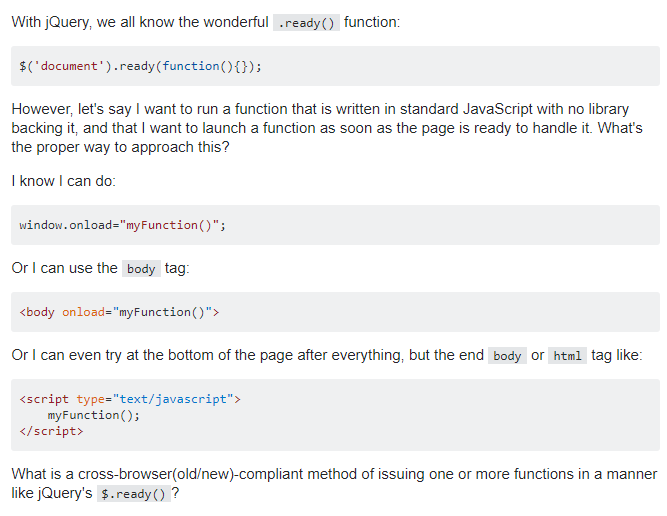 With jQuery, we all know the wonderful .ready() function:
$('document').ready(function(){});
However, let's say I want to run a function that is written in standard JavaScript with no library
backing it, and that I want to launch a function as soon as the page is ready to handle it. What's
the proper way to approach this?
I know I can do:
window.onload="myFunction()";
Or I can use the body tag:
<body onload="myFunction()">
Or I can even try at the bottom of the page after everything, but the end body or html tag like:
<script type="text/javascript">
    myFunction();
</script>
What is a cross-browser(old/new)-compliant method of issuing one or more functions in a manner
like jQuery's $.ready() ?